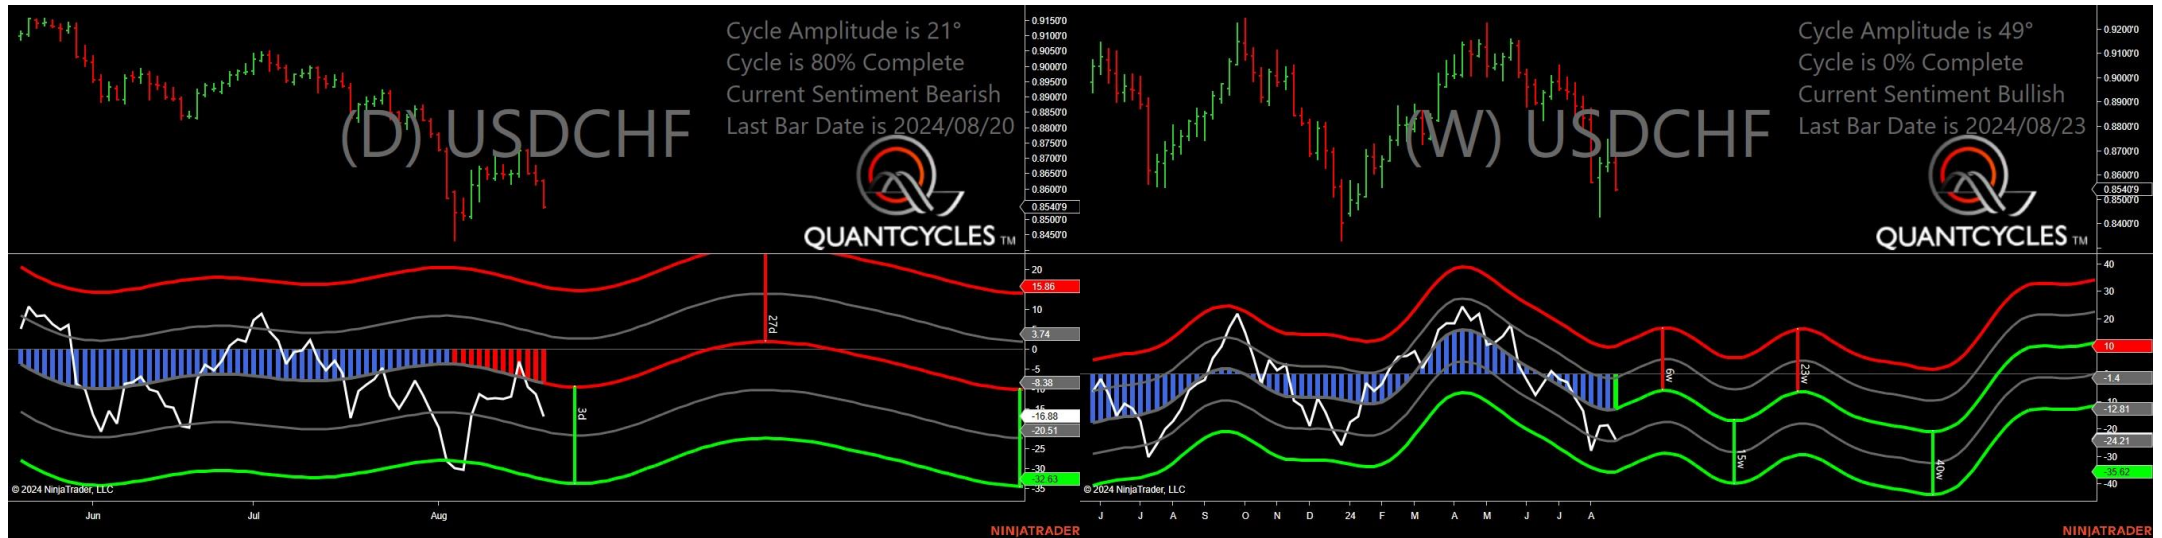 Cycle Amplitude is 21°
Cycle is 80% Complete
Current Sentiment Bearish
Last Bar Date is 2024/08/20
(D) USDCHF
QUANTCYCLES TM
0.9150'0
0.9100'0
0.9050'0
0.9000'0
0.8950'0
0.8900'0
0.8850'0
0.8800'0
0.8750'0
0.8700'0
0.8650'0
0.8600'0
0.8540'9
0.8500'0
0.8450'0
20
15.86
10
3.74
0
-5
-8.38
-16.88
-20.51
-25
-30
-32.63
-35
27d
3d
© 2024 NinjaTrader, LLC
Jun Jul Aug
NINJATRADER
Cycle Amplitude is 49°
Cycle is 0% Complete
Current Sentiment Bullish
Last Bar Date is 2024/08/23
(W) USDCHF
QUANTCYCLES TM
0.9200'0
0.9100'0
0.9000'0
0.8900'0
0.8800'0
0.8700'0
0.8600'0
0.8540'9
0.8500'0
0.8400'0
40
30
20
10
-1.4
-12.81
-20
-24.21
-30
-35.62
-40
6w
15w
23w
40w
© 2024 NinjaTrader, LLC
J J A S O N D 24 F M A M J J A
NINJATRADER